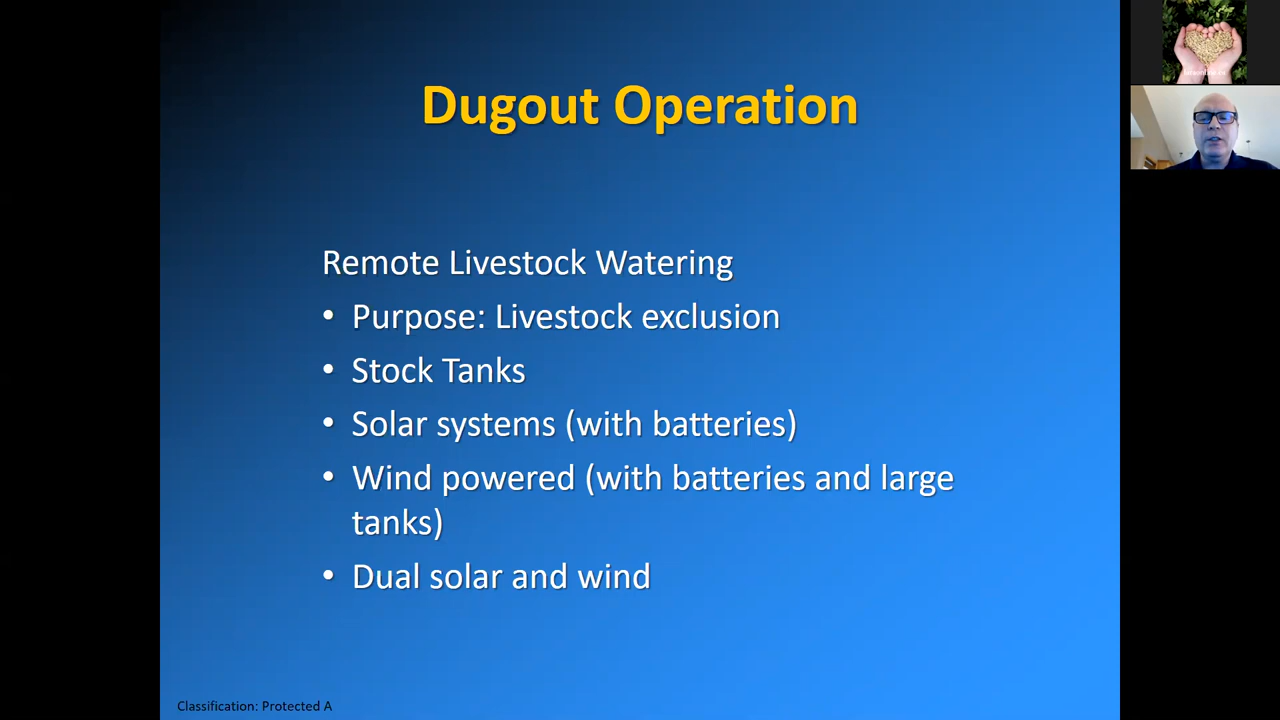 Dugout Operation
Remote Livestock Watering
• Purpose: Livestock exclusion
• Stock Tanks
• Solar systems (with batteries)
• Wind powered (with batteries and large
tanks)
• Dual solar and wind
Classification: Protected A